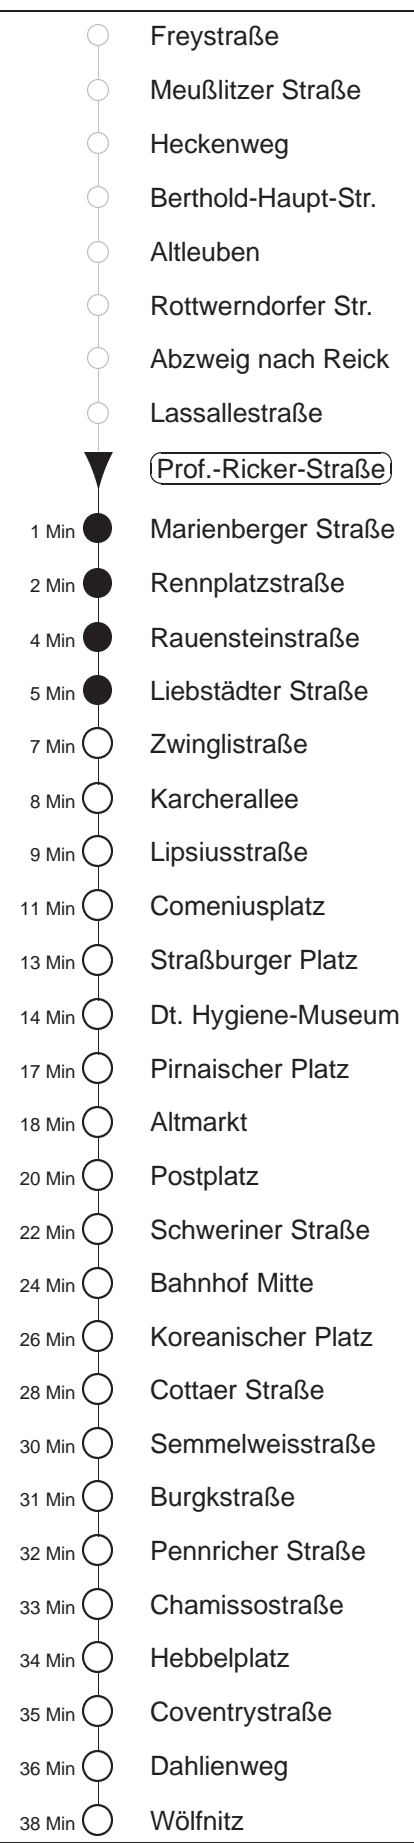 Freystraße
Meußlitzer Straße
Heckenweg
Berthold-Haupt-Str.
Altleuben
Rottwerndorfer Str.
Abzweig nach Reick
Lassallestraße
Prof.-Ricker-Straße
1 Min Marienberger Straße
2 Min Rennplatzstraße
4 Min Rauensteinstraße
5 Min Liebstädter Straße
7 Min Zwinglistraße
8 Min Karcherallee
9 Min Lipsiusstraße
11 Min Comeniusplatz
13 Min Straßburger Platz
14 Min Dt. Hygiene-Museum
17 Min Pirnaischer Platz
18 Min Altmarkt
20 Min Postplatz
22 Min Schweriner Straße
24 Min Bahnhof Mitte
26 Min Koreanischer Platz
28 Min Cottaer Straße
30 Min Semmelweisstraße
31 Min Burgkstraße
32 Min Pennricher Straße
33 Min Chamissostraße
34 Min Hebbelplatz
35 Min Coventrystraße
36 Min Dahlienweg
38 Min Wölfnitz